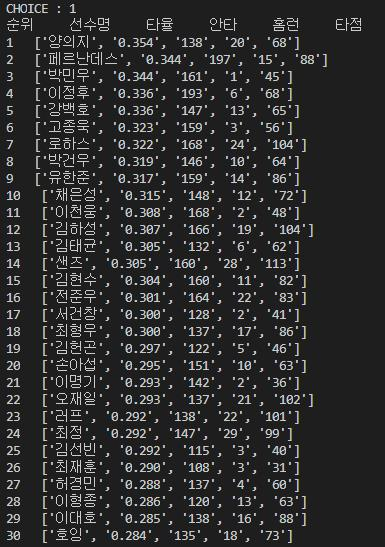 CHOICE : 1
순위 선수명 타율 안타 홈런 타점
1 ['양의지', '0.354', '138', '20', '68']
2 ['페르난데스', '0.344', '197', '15', '88']
3 ['박민우', '0.344', '161', '1', '45']
4 ['이정후', '0.336', '193', '6', '68']
5 ['강백호', '0.336', '147', '13', '65']
6 ['고종욱', '0.323', '159', '3', '56']
7 ['로하스', '0.322', '168', '24', '104']
8 ['박건우', '0.319', '146', '10', '64']
9 ['유한준', '0.317', '159', '14', '86']
10 ['채은성', '0.315', '148', '12', '72']
11 ['이천웅', '0.308', '168', '2', '48']
12 ['김하성', '0.307', '166', '19', '104']
13 ['김태균', '0.305', '132', '6', '62']
14 ['샌즈', '0.305', '160', '28', '113']
15 ['김현수', '0.304', '160', '11', '82']
16 ['전준우', '0.301', '164', '22', '83']
17 ['서건창', '0.300', '128', '2', '41']
18 ['최형우', '0.300', '137', '17', '86']
19 ['김헌곤', '0.297', '122', '5', '46']
20 ['손아섭', '0.295', '151', '10', '63']
21 ['이명기', '0.293', '142', '2', '36']
22 ['오재일', '0.293', '137', '21', '102']
23 ['러프', '0.292', '138', '22', '101']
24 ['최정', '0.292', '147', '29', '99']
25 ['김선빈', '0.292', '115', '3', '40']
26 ['최재훈', '0.290', '108', '3', '31']
27 ['허경민', '0.288', '137', '4', '60']
28 ['이형종', '0.286', '120', '13', '63']
29 ['이대호', '0.285', '138', '16', '88']
30 ['호잉', '0.284', '135', '18', '73']